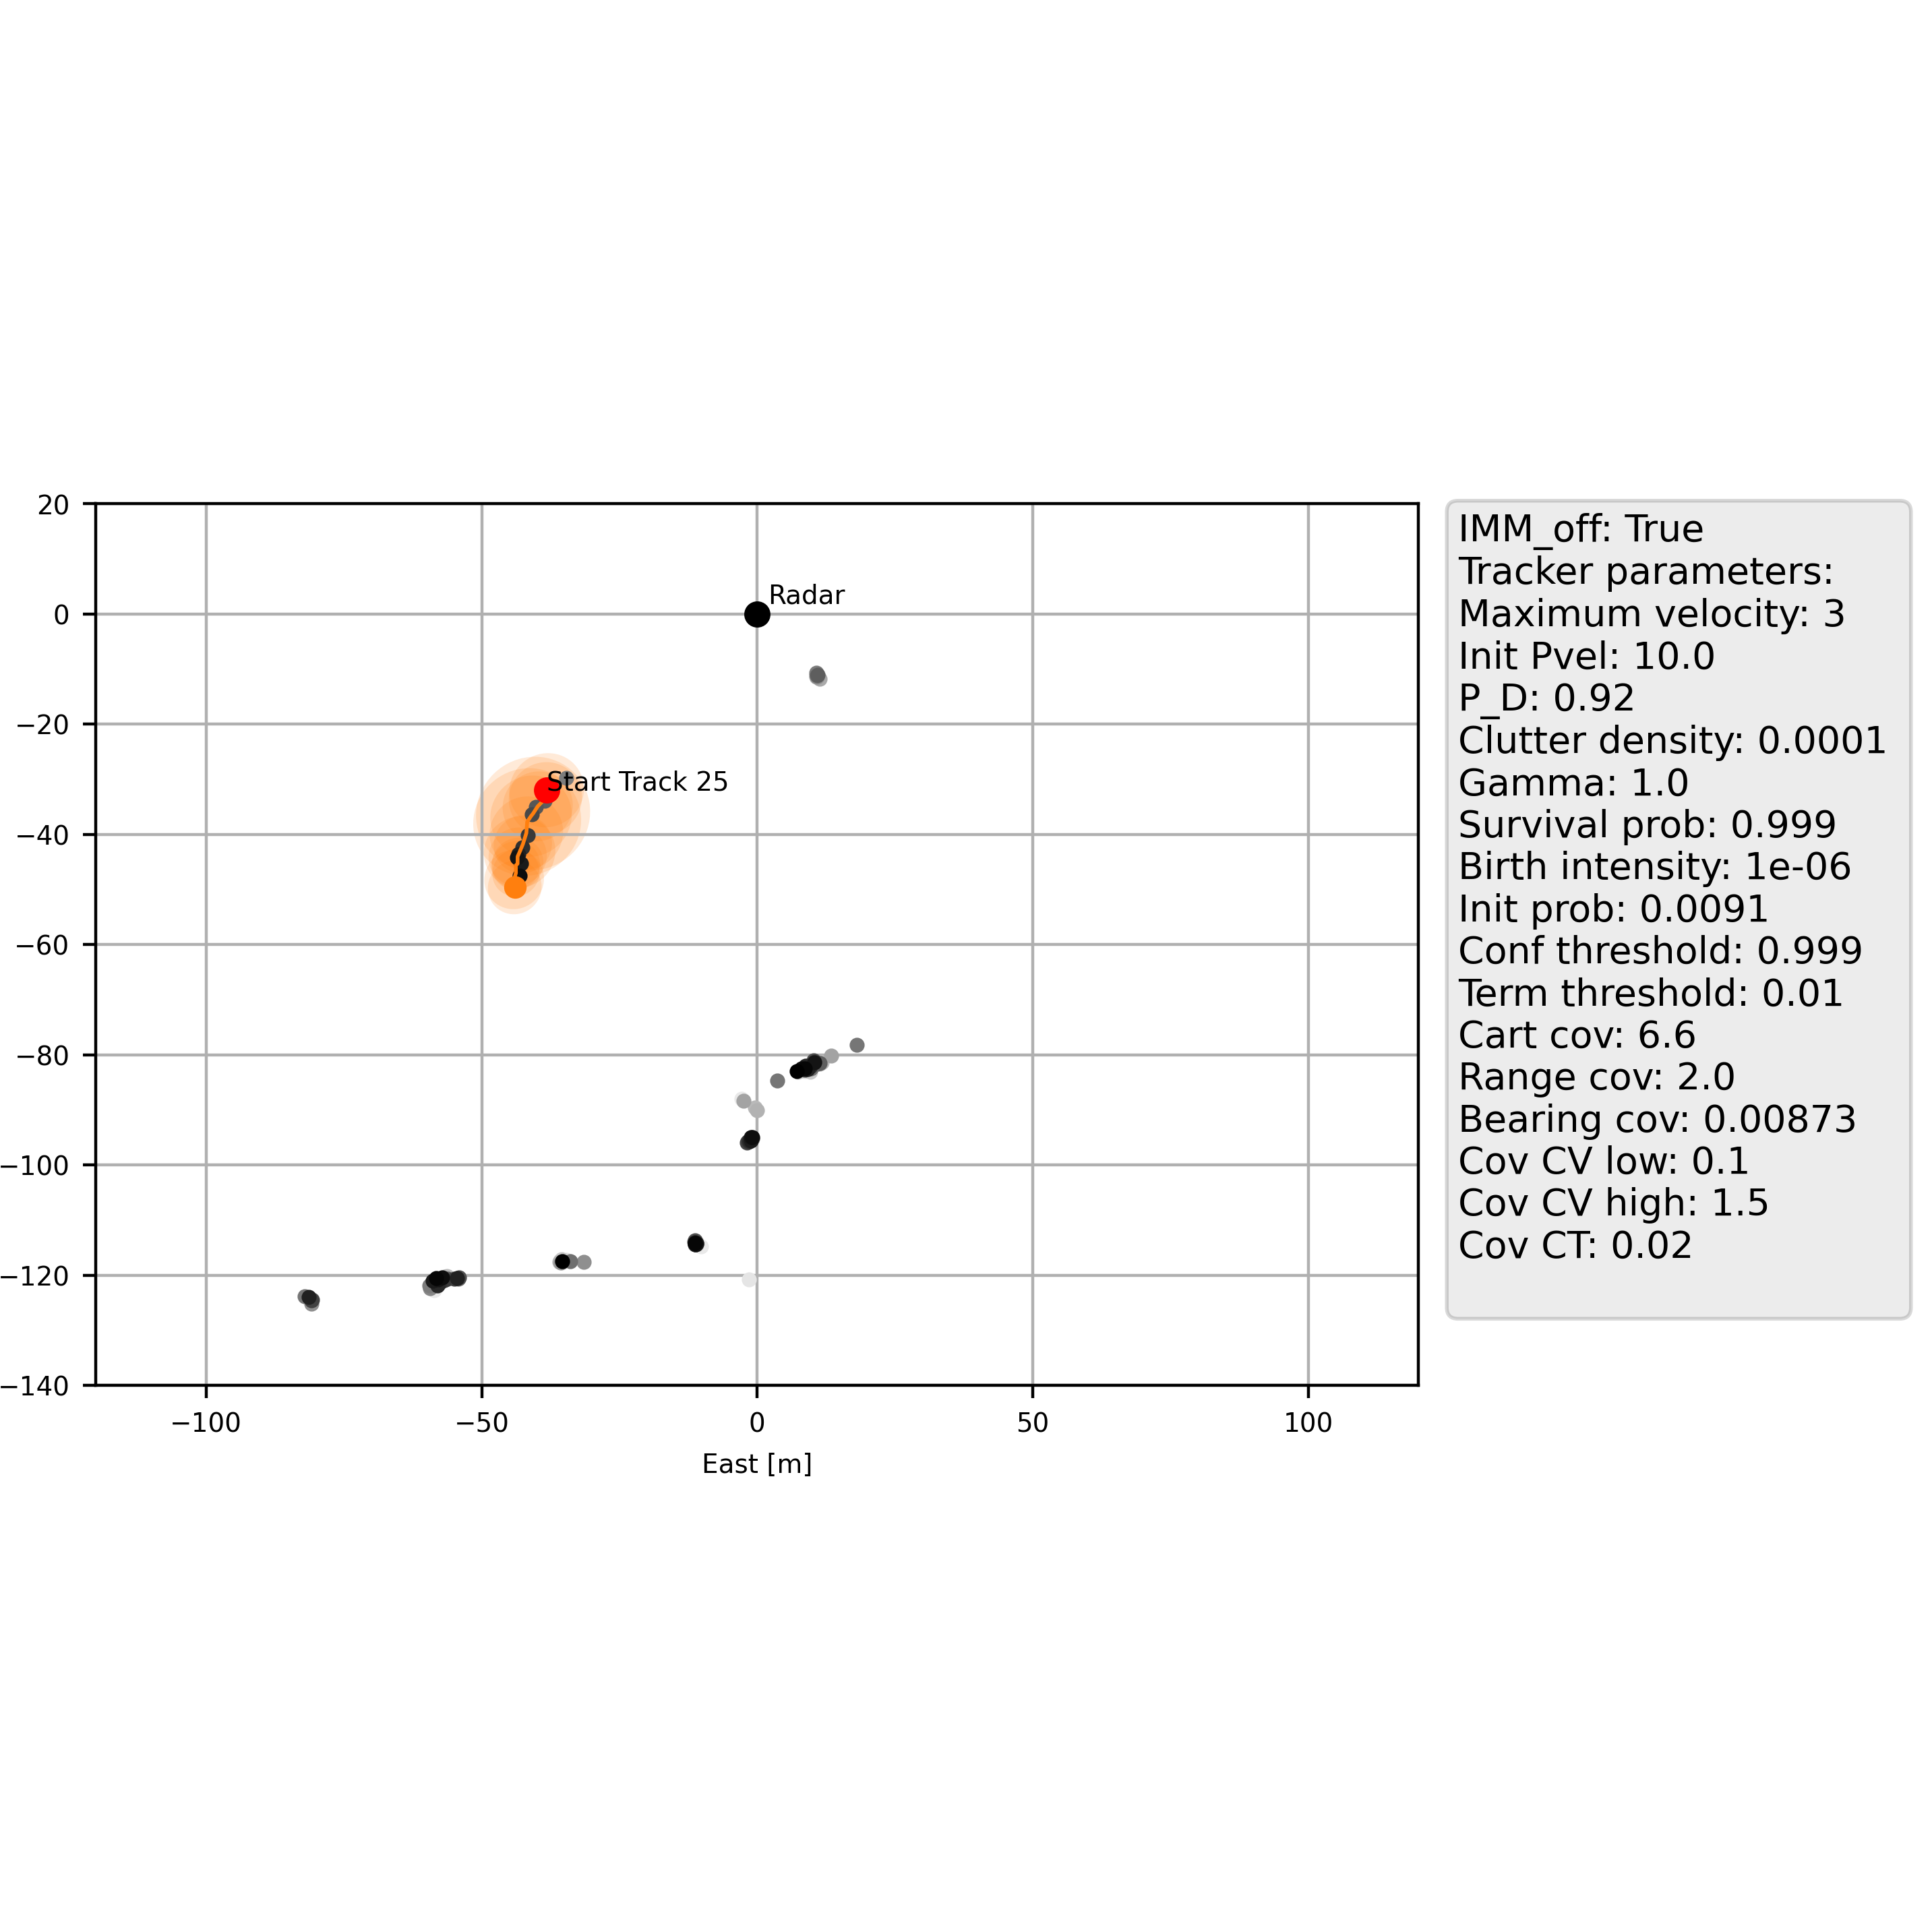 20
0
−20
−40
−60
−80
−100
−120
−140
Radar
Start Track 25
−100
−50
0
50
100
East [m]
IMM_off: True
Tracker parameters:
Maximum velocity: 3
Init Pvel: 10.0
P_D: 0.92
Clutter density: 0.0001
Gamma: 1.0
Survival prob: 0.999
Birth intensity: 1e-06
Init prob: 0.0091
Conf threshold: 0.999
Term threshold: 0.01
Cart cov: 6.6
Range cov: 2.0
Bearing cov: 0.00873
Cov CV low: 0.1
Cov CV high: 1.5
Cov CT: 0.02